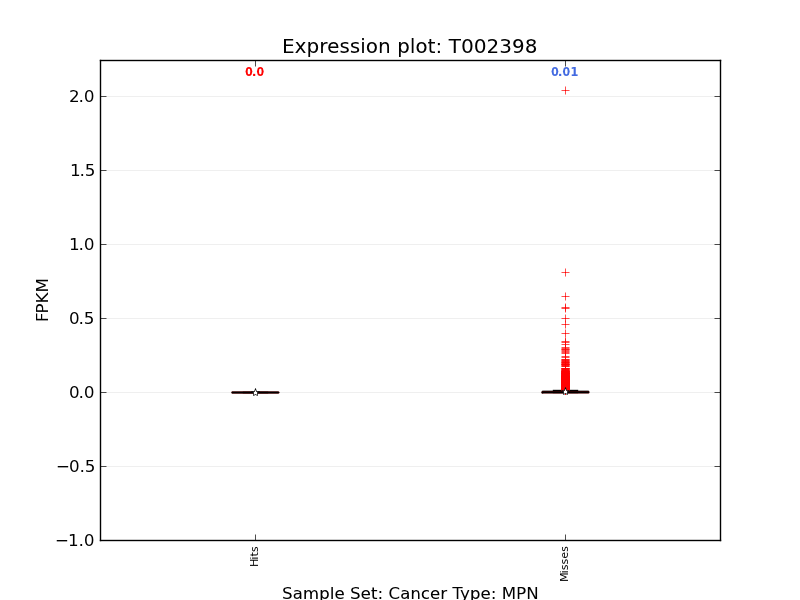 Expression plot: T002398
0.0
0.01
2.0
1.5
1.0
0.5
0.0
−0.5
−1.0
FPKM
Hits
Misses
Sample Set: Cancer Type: MPN